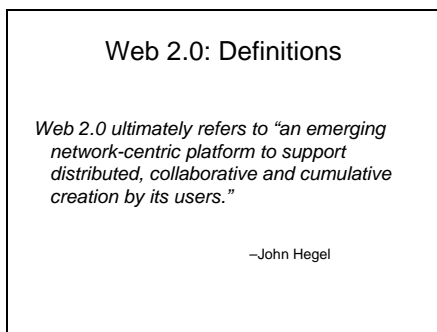 Web 2.0: Definitions
Web 2.0 ultimately refers to “an emerging
network-centric platform to support
distributed, collaborative and cumulative
creation by its users.”
–John Hegel